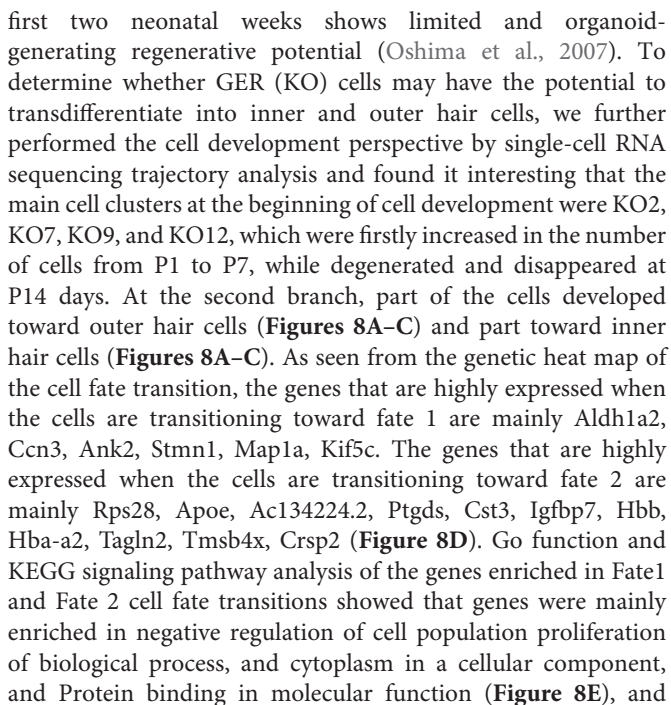 first two neonatal weeks shows limited and organoid-
generating regenerative potential (Oshima et al., 2007). To
determine whether GER (KO) cells may have the potential to
transdifferentiate into inner and outer hair cells, we further
performed the cell development perspective by single-cell RNA
sequencing trajectory analysis and found it interesting that the
main cell clusters at the beginning of cell development were KO2,
KO7, KO9, and KO12, which were firstly increased in the number
of cells from P1 to P7, while degenerated and disappeared at
P14 days. At the second branch, part of the cells developed
toward outer hair cells (Figures 8A–C) and part toward inner
hair cells (Figures 8A–C). As seen from the genetic heat map of
the cell fate transition, the genes that are highly expressed when
the cells are transitioning toward fate 1 are mainly Aldh1a2,
Ccn3, Ank2, Stmn1, Map1a, Kif5c. The genes that are highly
expressed when the cells are transitioning toward fate 2 are
mainly Rps28, Apoe, Ac134224.2, Ptgds, Cst3, Igfbp7, Hbb,
Hba-a2, Tagln2, Tmsb4x, Crsp2 (Figure 8D). Go function and
KEGG signaling pathway analysis of the genes enriched in Fate1
and Fate 2 cell fate transitions showed that genes were mainly
enriched in negative regulation of cell population proliferation
of biological process, and cytoplasm in a cellular component,
and Protein binding in molecular function (Figure 8E), and